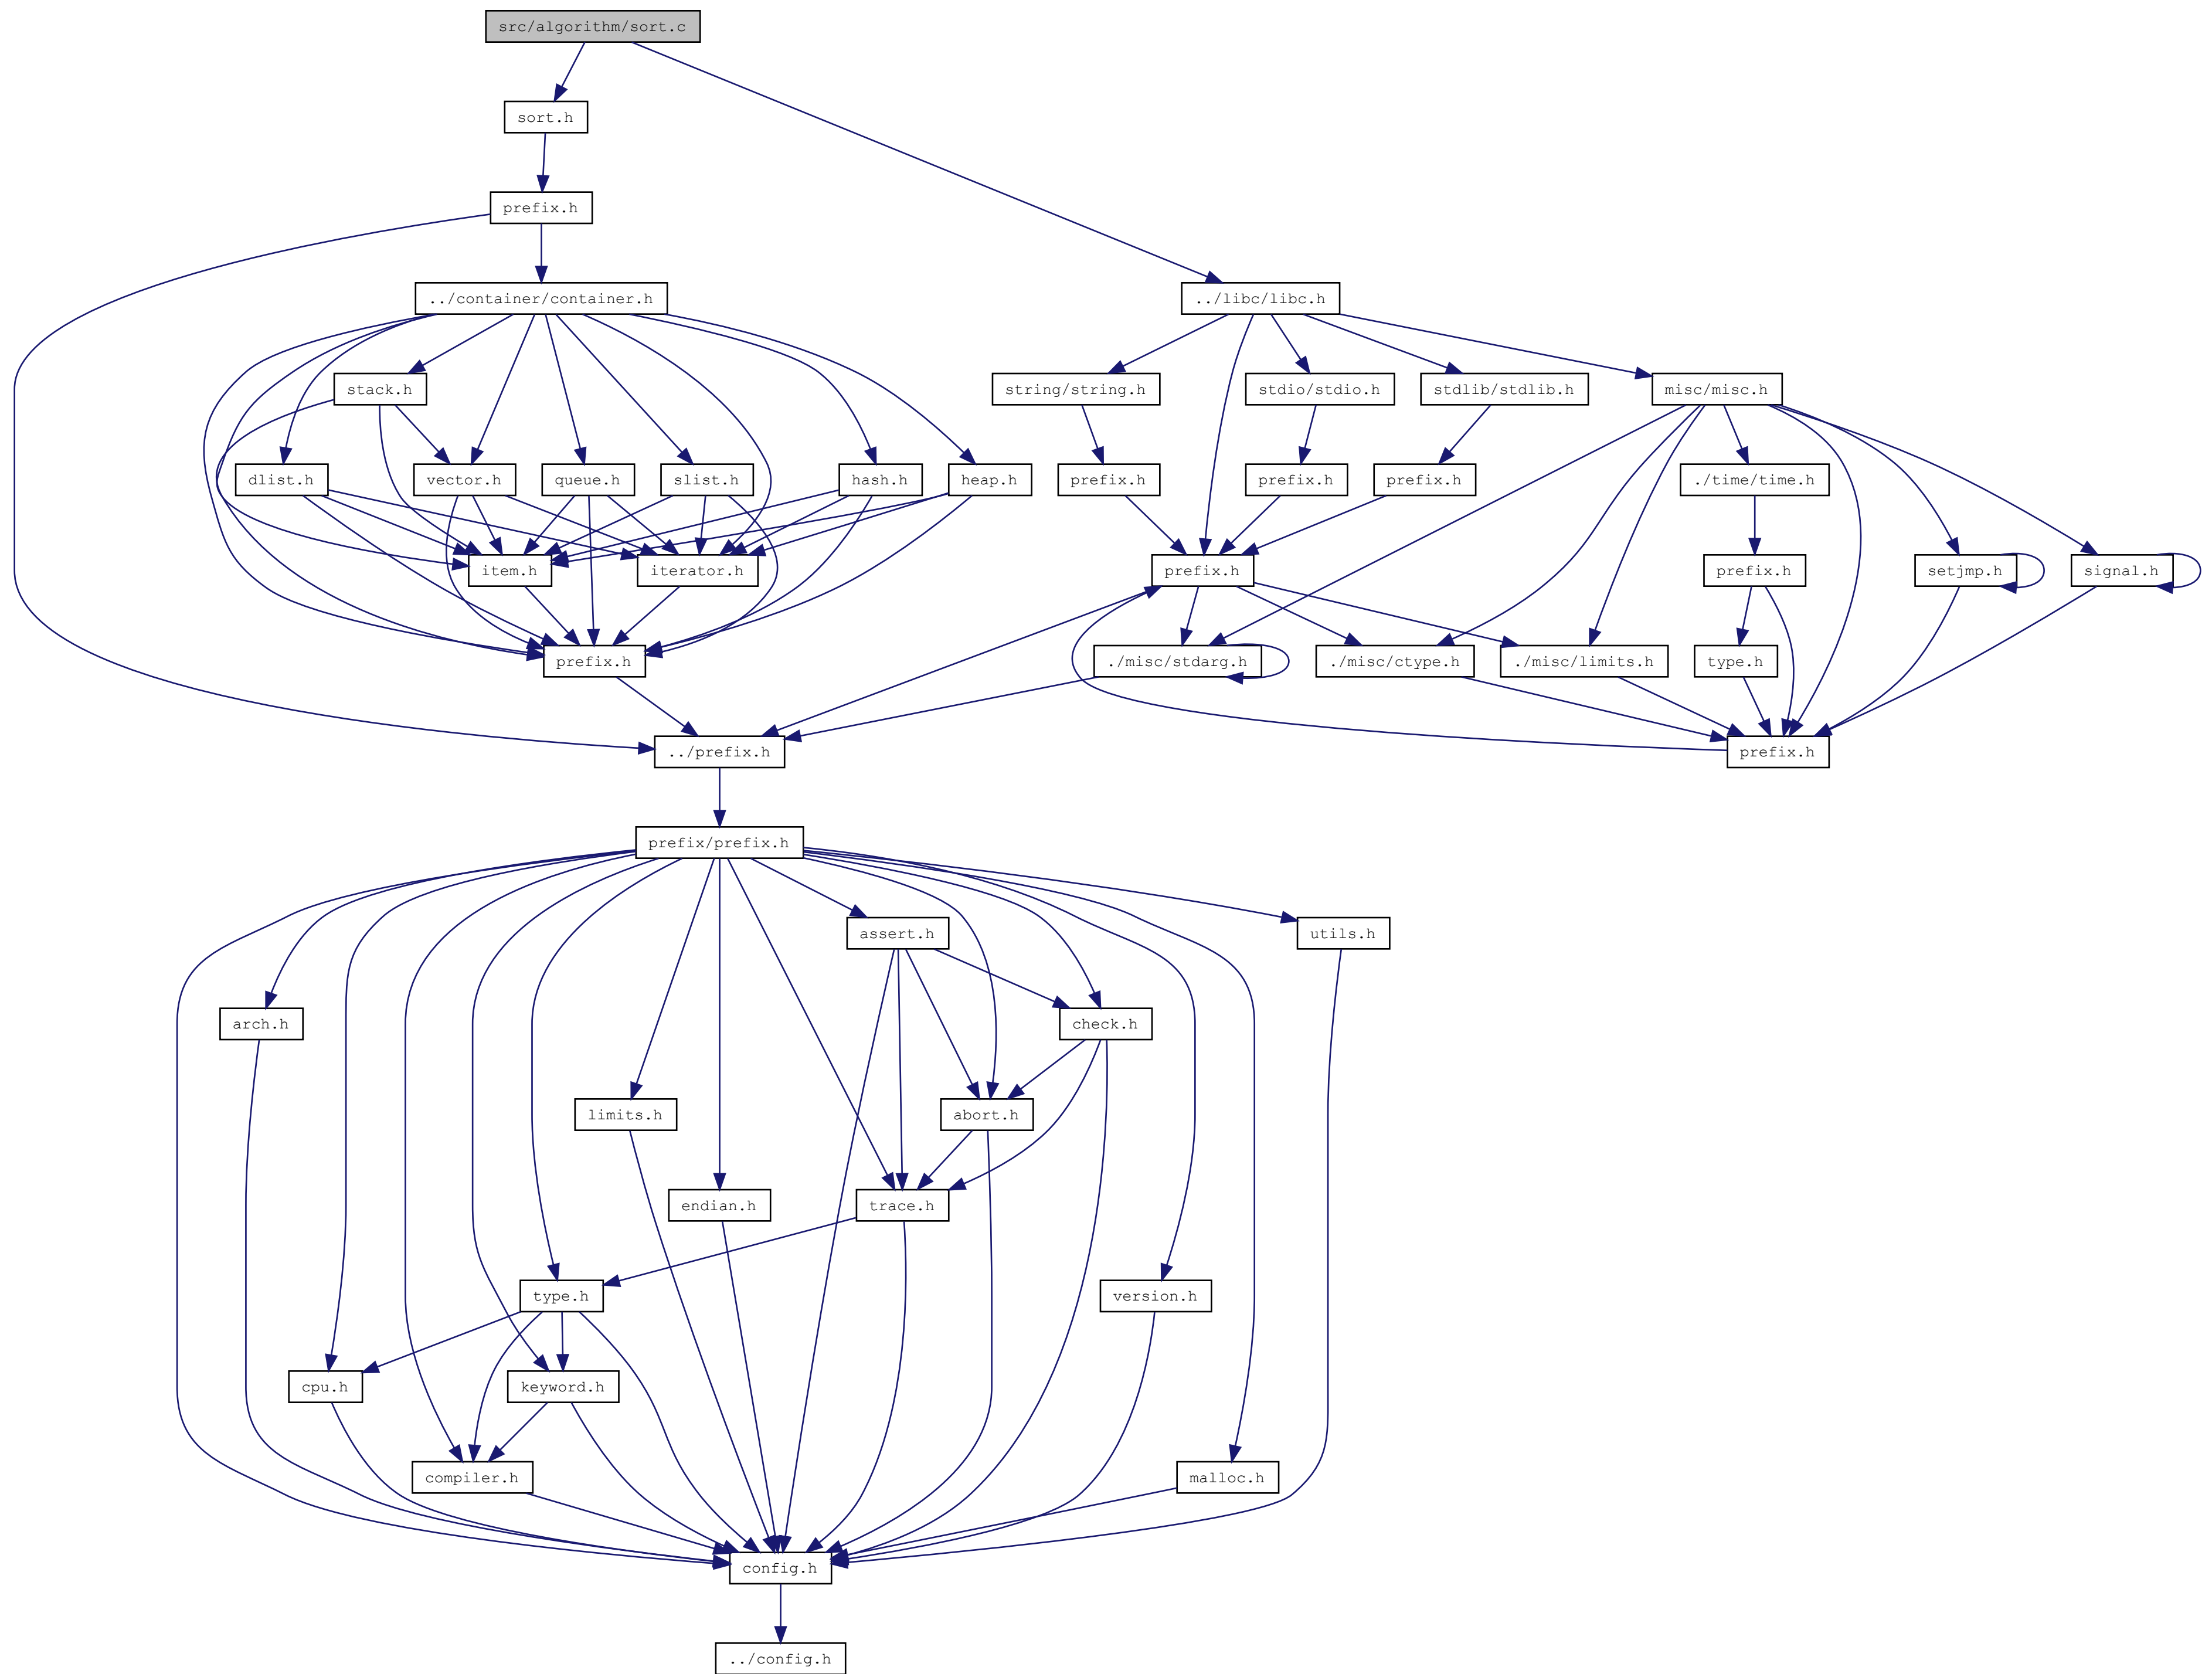 src/algorithm/sort.c
sort.h
prefix.h
../container/container.h
../libc/libc.h
stack.h
string/string.h
stdio/stdio.h
stdlib/stdlib.h
misc/misc.h
dlist.h
vector.h
queue.h
slist.h
hash.h
heap.h
prefix.h
prefix.h
prefix.h
./time/time.h
item.h
iterator.h
prefix.h
prefix.h
setjmp.h
signal.h
prefix.h
./misc/stdarg.h
./misc/ctype.h
./misc/limits.h
type.h
../prefix.h
prefix.h
prefix/prefix.h
assert.h
utils.h
arch.h
check.h
limits.h
abort.h
endian.h
trace.h
type.h
version.h
cpu.h
keyword.h
compiler.h
malloc.h
config.h
../config.h